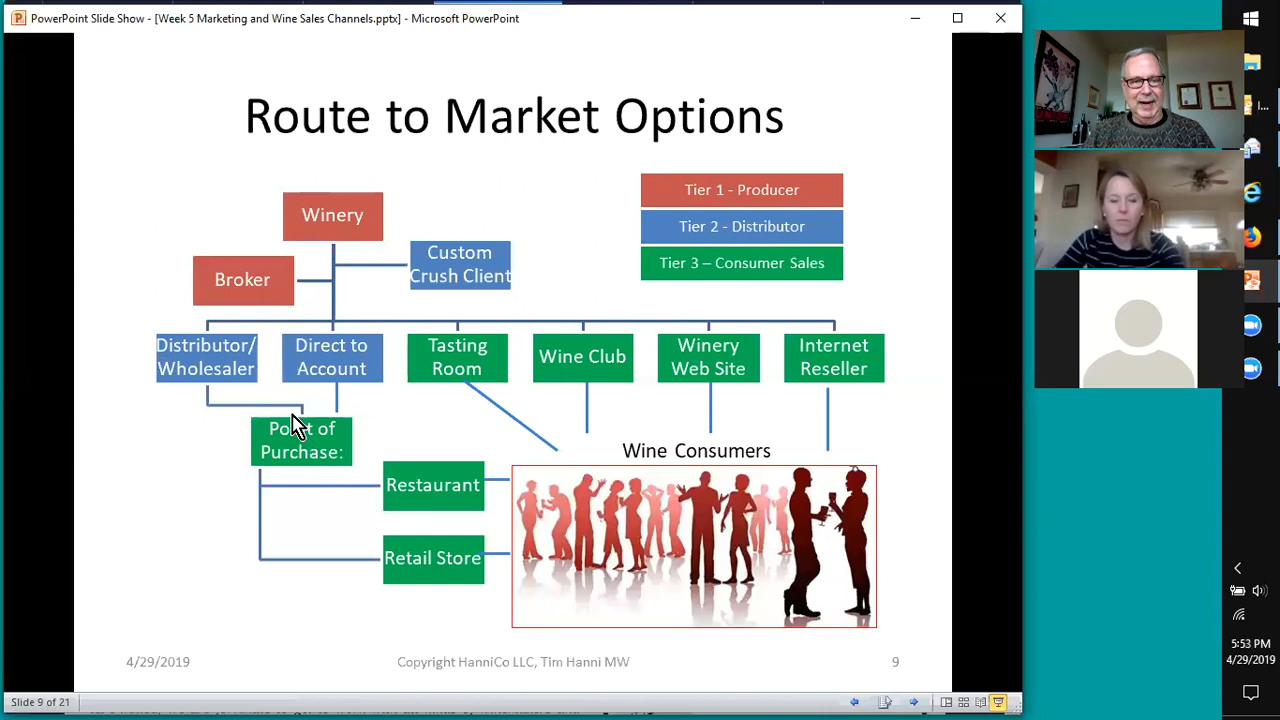 PowerPoint Slide Show - [Week 5 Marketing and Wine Sales Channels.pptx] - Microsoft PowerPoint
Route to Market Options
Tier 1 - Producer
Tier 2 - Distributor
Tier 3 – Consumer Sales
Winery
Custom
Crush Client
Broker
Distributor/
Wholesaler
Direct to
Account
Tasting
Room
Wine Club
Winery
Web Site
Internet
Reseller
Point of
Purchase:
Wine Consumers
Restaurant
Retail Store
4/29/2019
Copyright HanniCo LLC, Tim Hanni MW
9
Slide 9 of 21
5:53 PM
4/29/2019